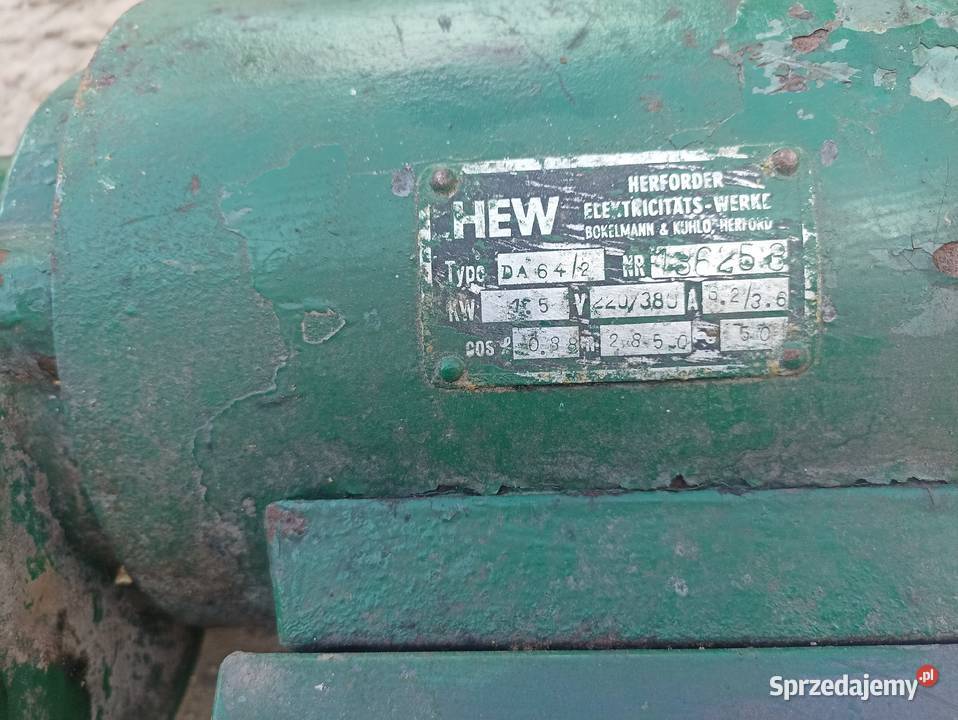 HEW
HERFORDER
ELEKTRICITÄTS-WERKE
BOKELMANN & KUHLO, HERFORD
Type DA 64/2 NR
KW 1.5 V 220/380 A 6.2/3.6
cos φ 0.88 n 2850 ~ 50
Sprzedajemy.pl